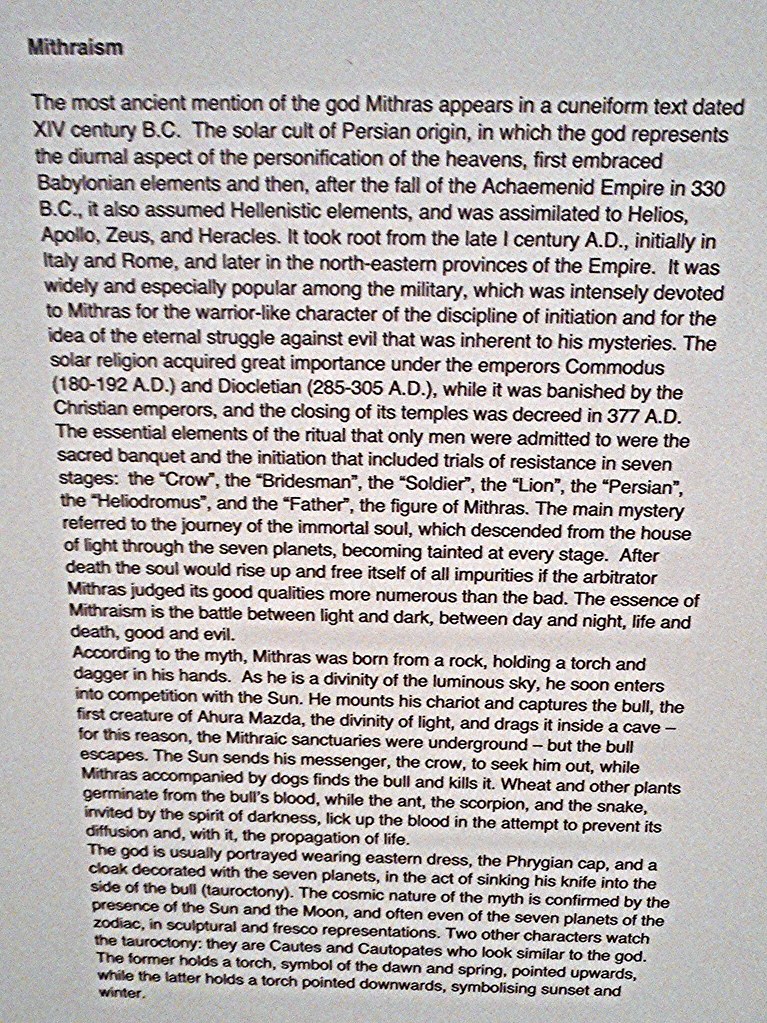 Mithraism
The most ancient mention of the god Mithras appears in a cuneiform text dated
XIV century B.C. The solar cult of Persian origin, in which the god represents
the diurnal aspect of the personification of the heavens, first embraced
Babylonian elements and then, after the fall of the Achaemenid Empire in 330
B.C., it also assumed Hellenistic elements, and was assimilated to Helios,
Apollo, Zeus, and Heracles. It took root from the late I century A.D., initially in
Italy and Rome, and later in the north-eastern provinces of the Empire. It was
widely and especially popular among the military, which was intensely devoted
to Mithras for the warrior-like character of the discipline of initiation and for the
idea of the eternal struggle against evil that was inherent to his mysteries. The
solar religion acquired great importance under the emperors Commodus
(180-192 A.D.) and Diocletian (285-305 A.D.), while it was banished by the
Christian emperors, and the closing of its temples was decreed in 377 A.D.
The essential elements of the ritual that only men were admitted to were the
sacred banquet and the initiation that included trials of resistance in seven
stages: the “Crow”, the “Bridesman”, the “Soldier”, the “Lion”, the “Persian”,
the “Heliodromus”, and the “Father”, the figure of Mithras. The main mystery
referred to the journey of the immortal soul, which descended from the house
of light through the seven planets, becoming tainted at every stage. After
death the soul would rise up and free itself of all impurities if the arbitrator
Mithras judged its good qualities more numerous than the bad. The essence of
Mithraism is the battle between light and dark, between day and night, life and
death, good and evil.
According to the myth, Mithras was born from a rock, holding a torch and
dagger in his hands. As he is a divinity of the luminous sky, he soon enters
into competition with the Sun. He mounts his chariot and captures the bull, the
first creature of Ahura Mazda, the divinity of light, and drags it inside a cave –
for this reason, the Mithraic sanctuaries were underground – but the bull
escapes. The Sun sends his messenger, the crow, to seek him out, while
Mithras accompanied by dogs finds the bull and kills it. Wheat and other plants
germinate from the bull's blood, while the ant, the scorpion, and the snake,
invited by the spirit of darkness, lick up the blood in the attempt to prevent its
diffusion and, with it, the propagation of life.
The god is usually portrayed wearing eastern dress, the Phrygian cap, and a
cloak decorated with the seven planets, in the act of sinking his knife into the
side of the bull (tauroctony). The cosmic nature of the myth is confirmed by the
presence of the Sun and the Moon, and often even of the seven planets of the
zodiac, in sculptural and fresco representations. Two other characters watch
the tauroctony: they are Cautes and Cautopates who look similar to the god.
The former holds a torch, symbol of the dawn and spring, pointed upwards,
while the latter holds a torch pointed downwards, symbolising sunset and
winter.